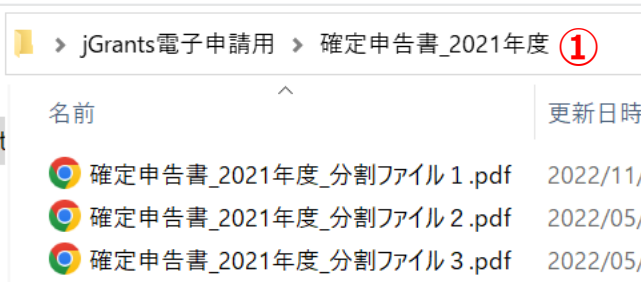 jGrants電子申請用 > 確定申告書_2021年度 ①
名前 更新日時
確定申告書_2021年度_分割ファイル１.pdf 2022/11/
確定申告書_2021年度_分割ファイル２.pdf 2022/05/
確定申告書_2021年度_分割ファイル３.pdf 2022/05/